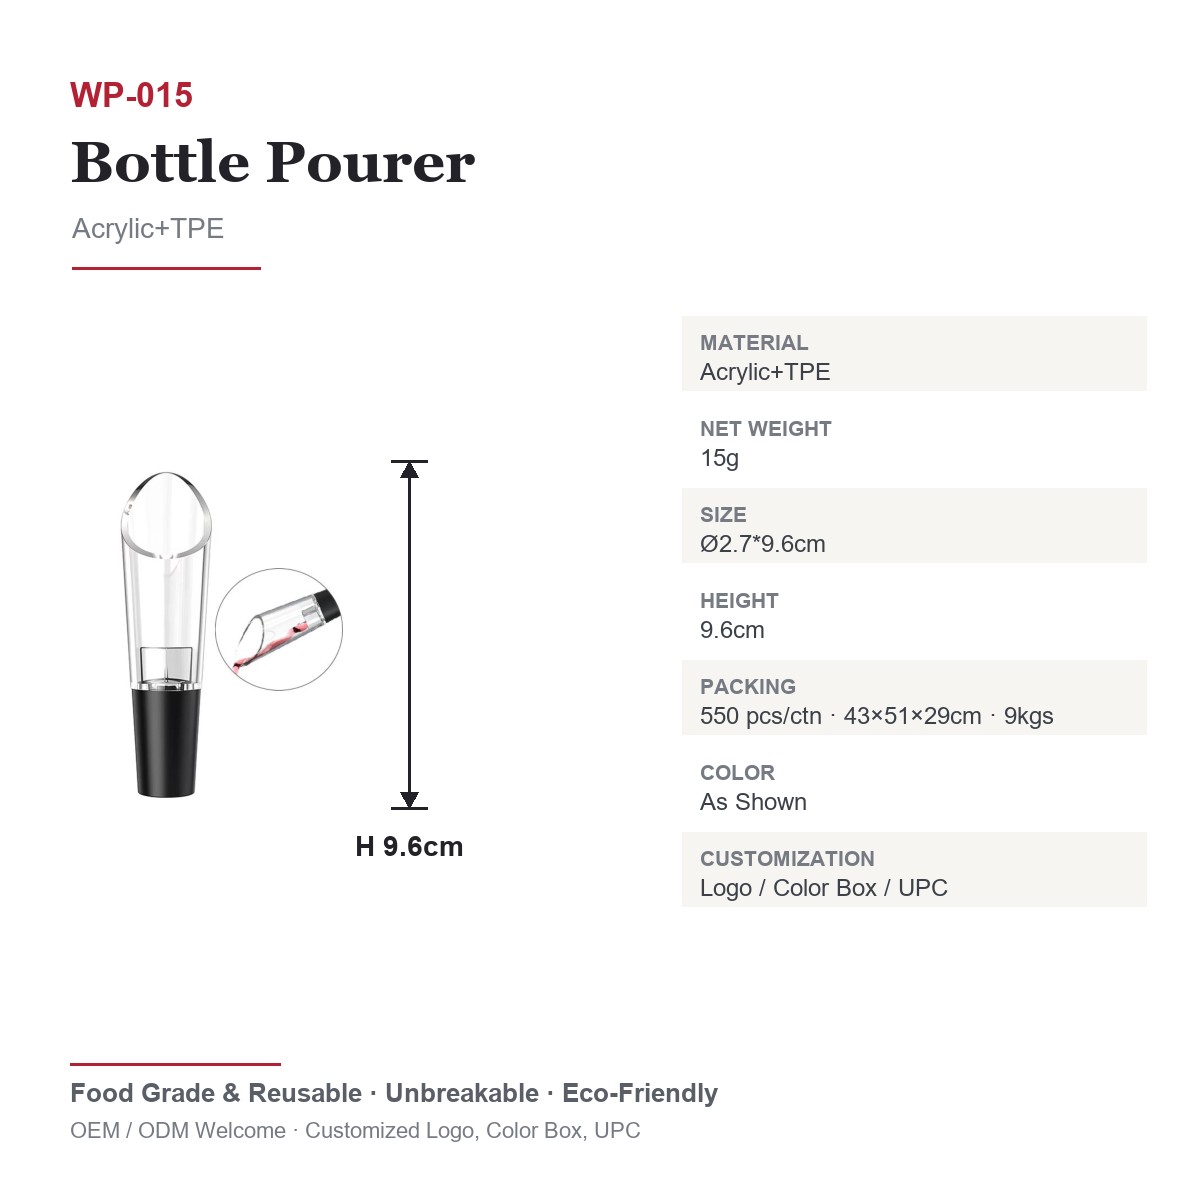 WP-015
Bottle Pourer
Acrylic+TPE
MATERIAL
Acrylic+TPE
NET WEIGHT
15g
SIZE
Ø2.7*9.6cm
HEIGHT
9.6cm
PACKING
550 pcs/ctn · 43×51×29cm · 9kgs
COLOR
As Shown
CUSTOMIZATION
Logo / Color Box / UPC
H 9.6cm
Food Grade & Reusable · Unbreakable · Eco-Friendly
OEM / ODM Welcome · Customized Logo, Color Box, UPC